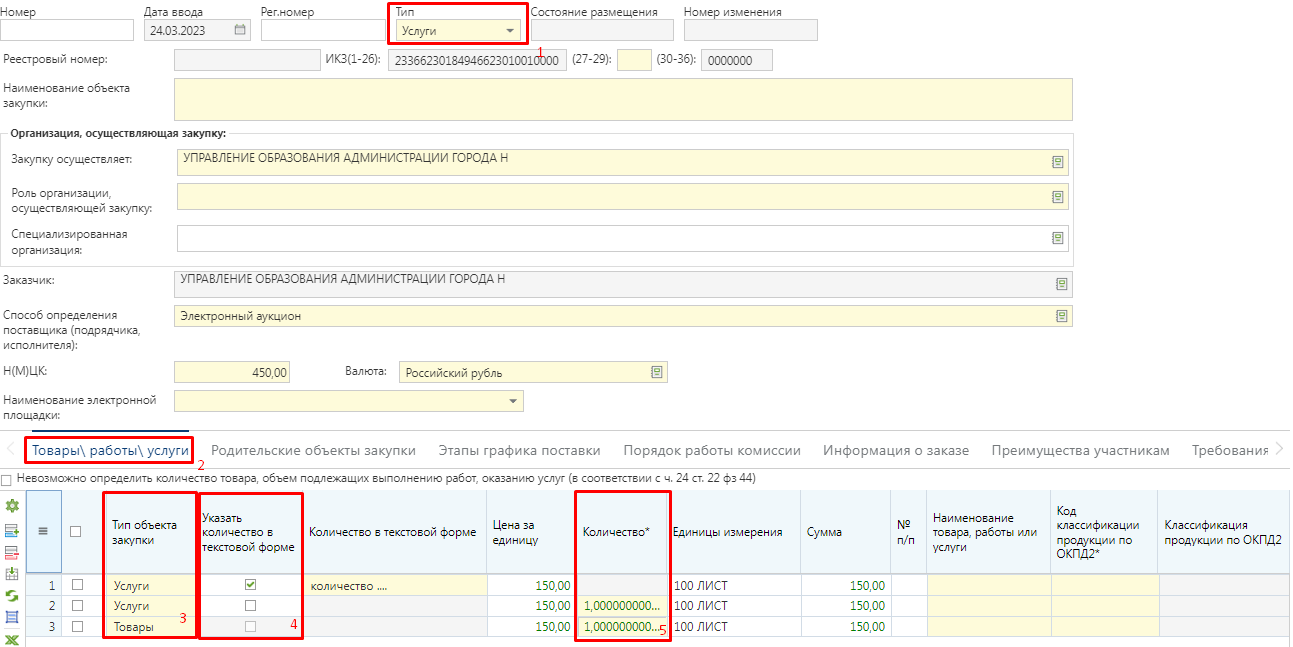 Номер Дата ввода Рег.номер Тип Состояние размещения Номер изменения
24.03.2023 Услуги
1
Реестровый номер: ИКЗ(1-26): 23366230184946623010010000 (27-29): (30-36): 0000000
Наименование объекта
закупки:
Организация, осуществляющая закупку:
Закупку осуществляет: УПРАВЛЕНИЕ ОБРАЗОВАНИЯ АДМИНИСТРАЦИИ ГОРОДА Н
Роль организации,
осуществляющей закупку:
Специализированная
организация:
Заказчик: УПРАВЛЕНИЕ ОБРАЗОВАНИЯ АДМИНИСТРАЦИИ ГОРОДА Н
Способ определения
поставщика (подрядчика,
исполнителя):
Электронный аукцион
Н(М)ЦК: 450,00 Валюта: Российский рубль
Наименование электронной
площадки:
Товары\ работы\ услуги 2 Родительские объекты закупки Этапы графика поставки Порядок работы комиссии Информация о заказе Преимущества участникам Требования
Невозможно определить количество товара, объем подлежащих выполнению работ, оказанию услуг (в соответствии с ч. 24 ст. 22 фз 44)
Тип объекта
закупки
Указать
количество в
текстовой форме
Количество в текстовой форме
Цена за
единицу
Количество*
Единицы измерения
Сумма
№
п/п
Наименование
товара, работы или
услуги
Код
классификации
продукции по
ОКПД2*
Классификация
продукции по ОКПД2
1 Услуги количество .... 150,00 100 ЛИСТ 150,00
2 Услуги 150,00 1,000000000... 100 ЛИСТ 150,00
3 Товары 150,00 1,000000000... 100 ЛИСТ 150,00
3 4 5